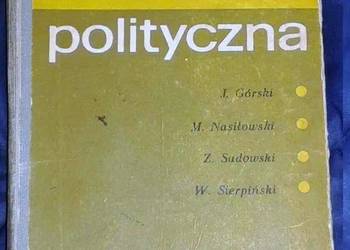 polityczna
J. Górski
M. Nasiłowski
Z. Sadowski
W. Sierpiński